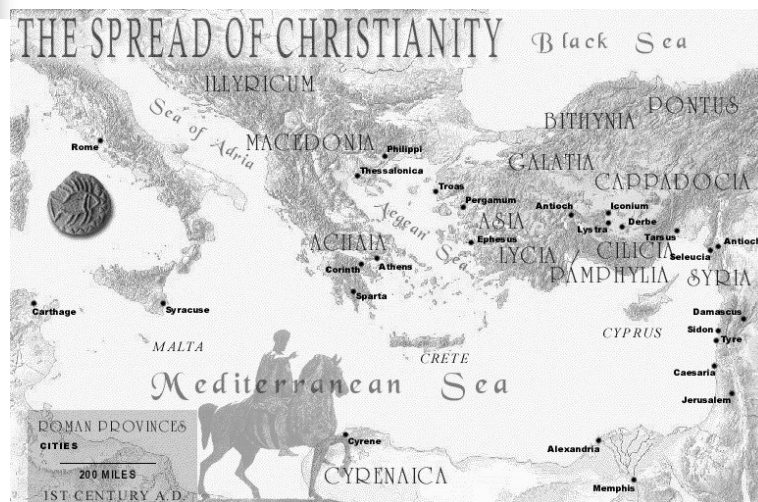 THE SPREAD OF CHRISTIANITY
Black Sea
ILLYRICUM
PONTUS
Sea of Adria
BITHYNIA
Rome
MACEDONIA
Philippi
GALATIA
Thessalonica
CAPPADOCIA
Troas
Pergamum
Aegean Sea
ASIA
Antioch
Iconium
Lystra
Derbe
Tarsus
ACHAIA
Ephesus
LYCIA
CILICIA
Seleucia
Antioch
Corinth
Athens
PAMPHYLIA
SYRIA
Sparta
Carthage
Syracuse
Damascus
MALTA
CRETE
CYPRUS
Sidon
Tyre
Mediterranean Sea
Caesaria
Jerusalem
ROMAN PROVINCES
CITIES
200 MILES
1ST CENTURY A.D.
Cyrene
CYRENAICA
Alexandria
Memphis